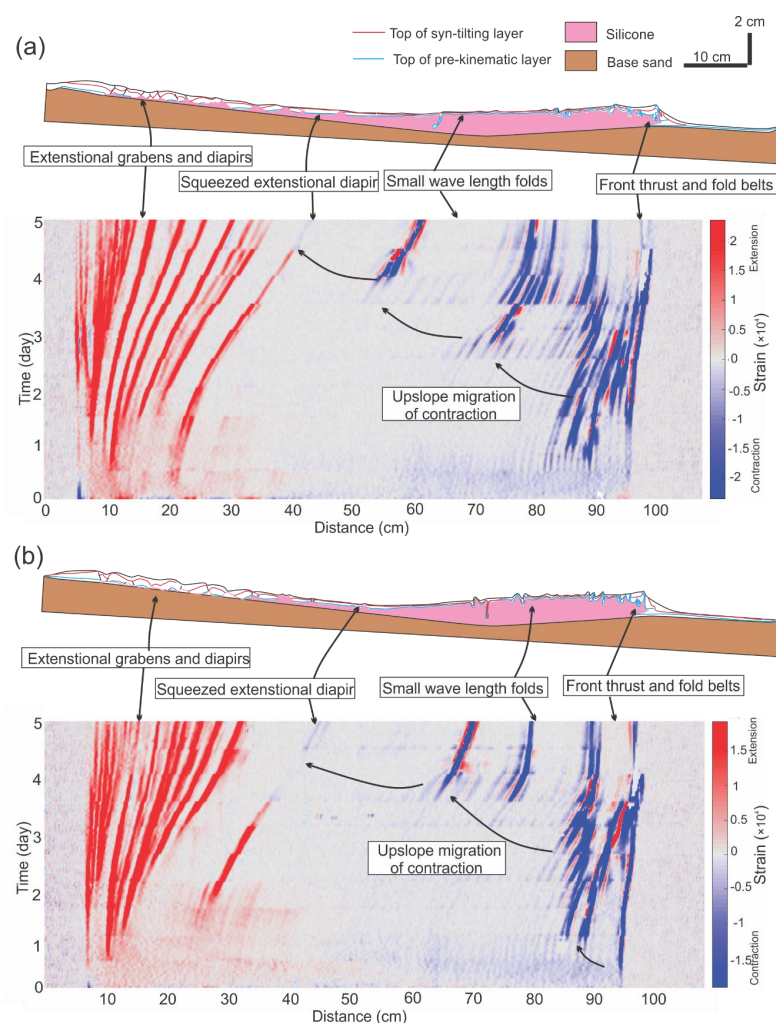 (a)
Top of syn-tilting layer
Top of pre-kinematic layer
Silicone
Base sand
2 cm
10 cm
Extenstional grabens and diapirs
Squeezed extenstional diapir
Small wave length folds
Front thrust and fold belts
5
4
3
2
1
0
Time (day)
Upslope migration
of contraction
0 10 20 30 40 50 60 70 80 90 100
Distance (cm)
2
1.5
1
0.5
0
-0.5
-1
-1.5
-2
Extension
Strain (×10⁴)
Contraction
(b)
Extenstional grabens and diapirs
Squeezed extenstional diapir
Small wave length folds
Front thrust and fold belts
5
4
3
2
1
0
Time (day)
Upslope migration
of contraction
10 20 30 40 50 60 70 80 90 100
Distance (cm)
1.5
1
0.5
0
-0.5
-1
-1.5
Extension
Strain (×10⁴)
Contraction